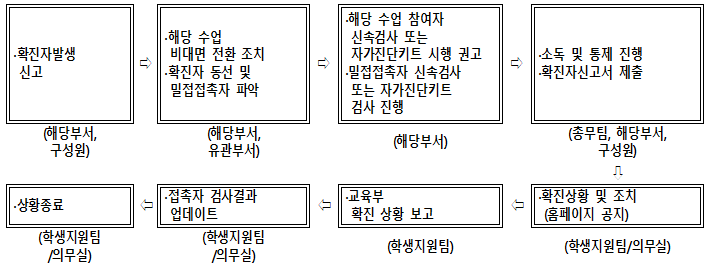 ·확진자발생
신고
(해당부서,
구성원)
·해당 수업
비대면 전환 조치
·확진자 동선 및
밀접접촉자 파악
(해당부서,
유관부서)
·해당 수업 참여자
신속검사 또는
자가진단키트 시행 권고
·밀접접촉자 신속검사
또는 자가진단키트
검사 진행
(해당부서)
·소독 및 통제 진행
·확진자신고서 제출
(총무팀, 해당부서,
구성원)
·확진상황 및 조치
(홈페이지 공지)
(학생지원팀/의무실)
·교육부
확진 상황 보고
(학생지원팀)
·접촉자 검사결과
업데이트
(학생지원팀
/의무실)
·상황종료
(학생지원팀
/의무실)